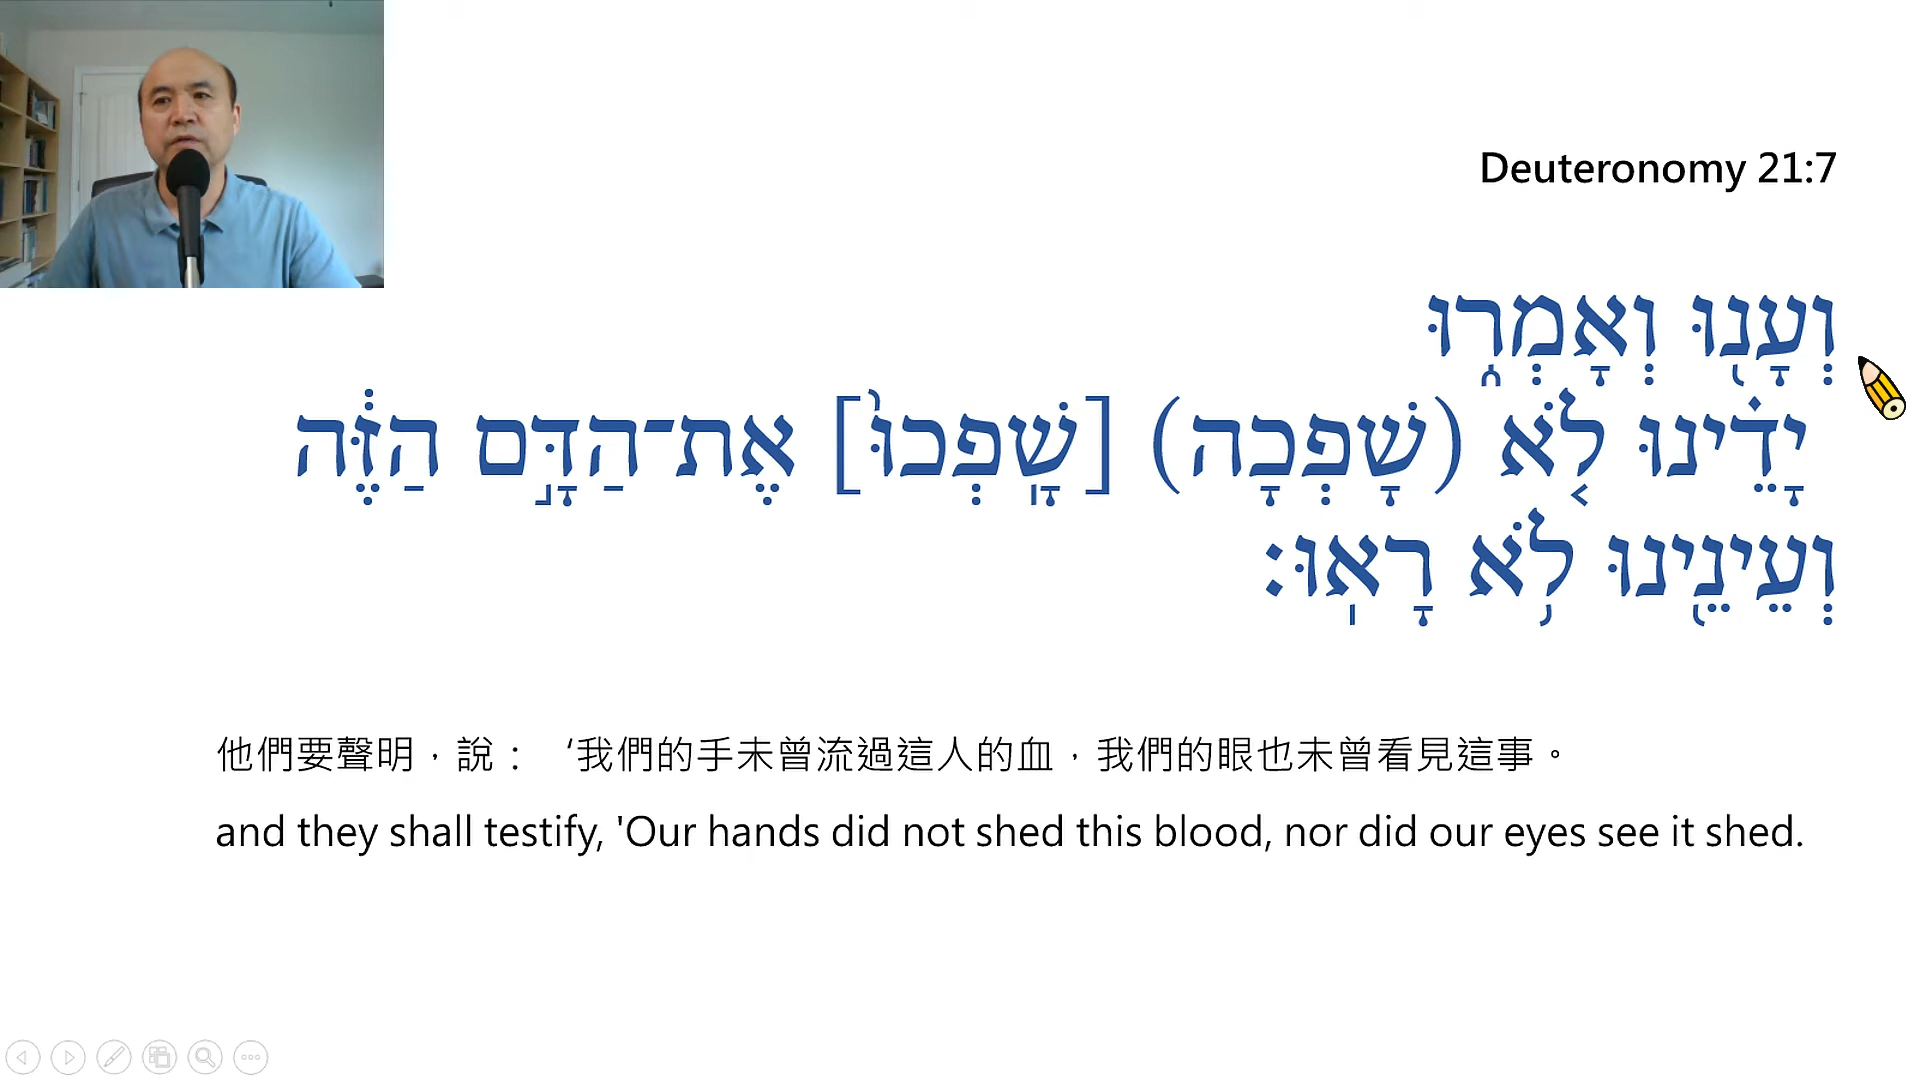 Deuteronomy 21:7
וְעָנ֖וּ וְאָמְר֑וּ
יָדֵ֗ינוּ לֹ֤א (שָׁפְכָה) [שָֽׁפְכוּ֙] אֶת־הַדָּ֣ם הַזֶּ֔ה
וְעֵינֵ֖ינוּ לֹ֥א רָאֽוּ׃
他們要聲明，說：‘我們的手未曾流過這人的血，我們的眼也未曾看見這事。
and they shall testify, 'Our hands did not shed this blood, nor did our eyes see it shed.